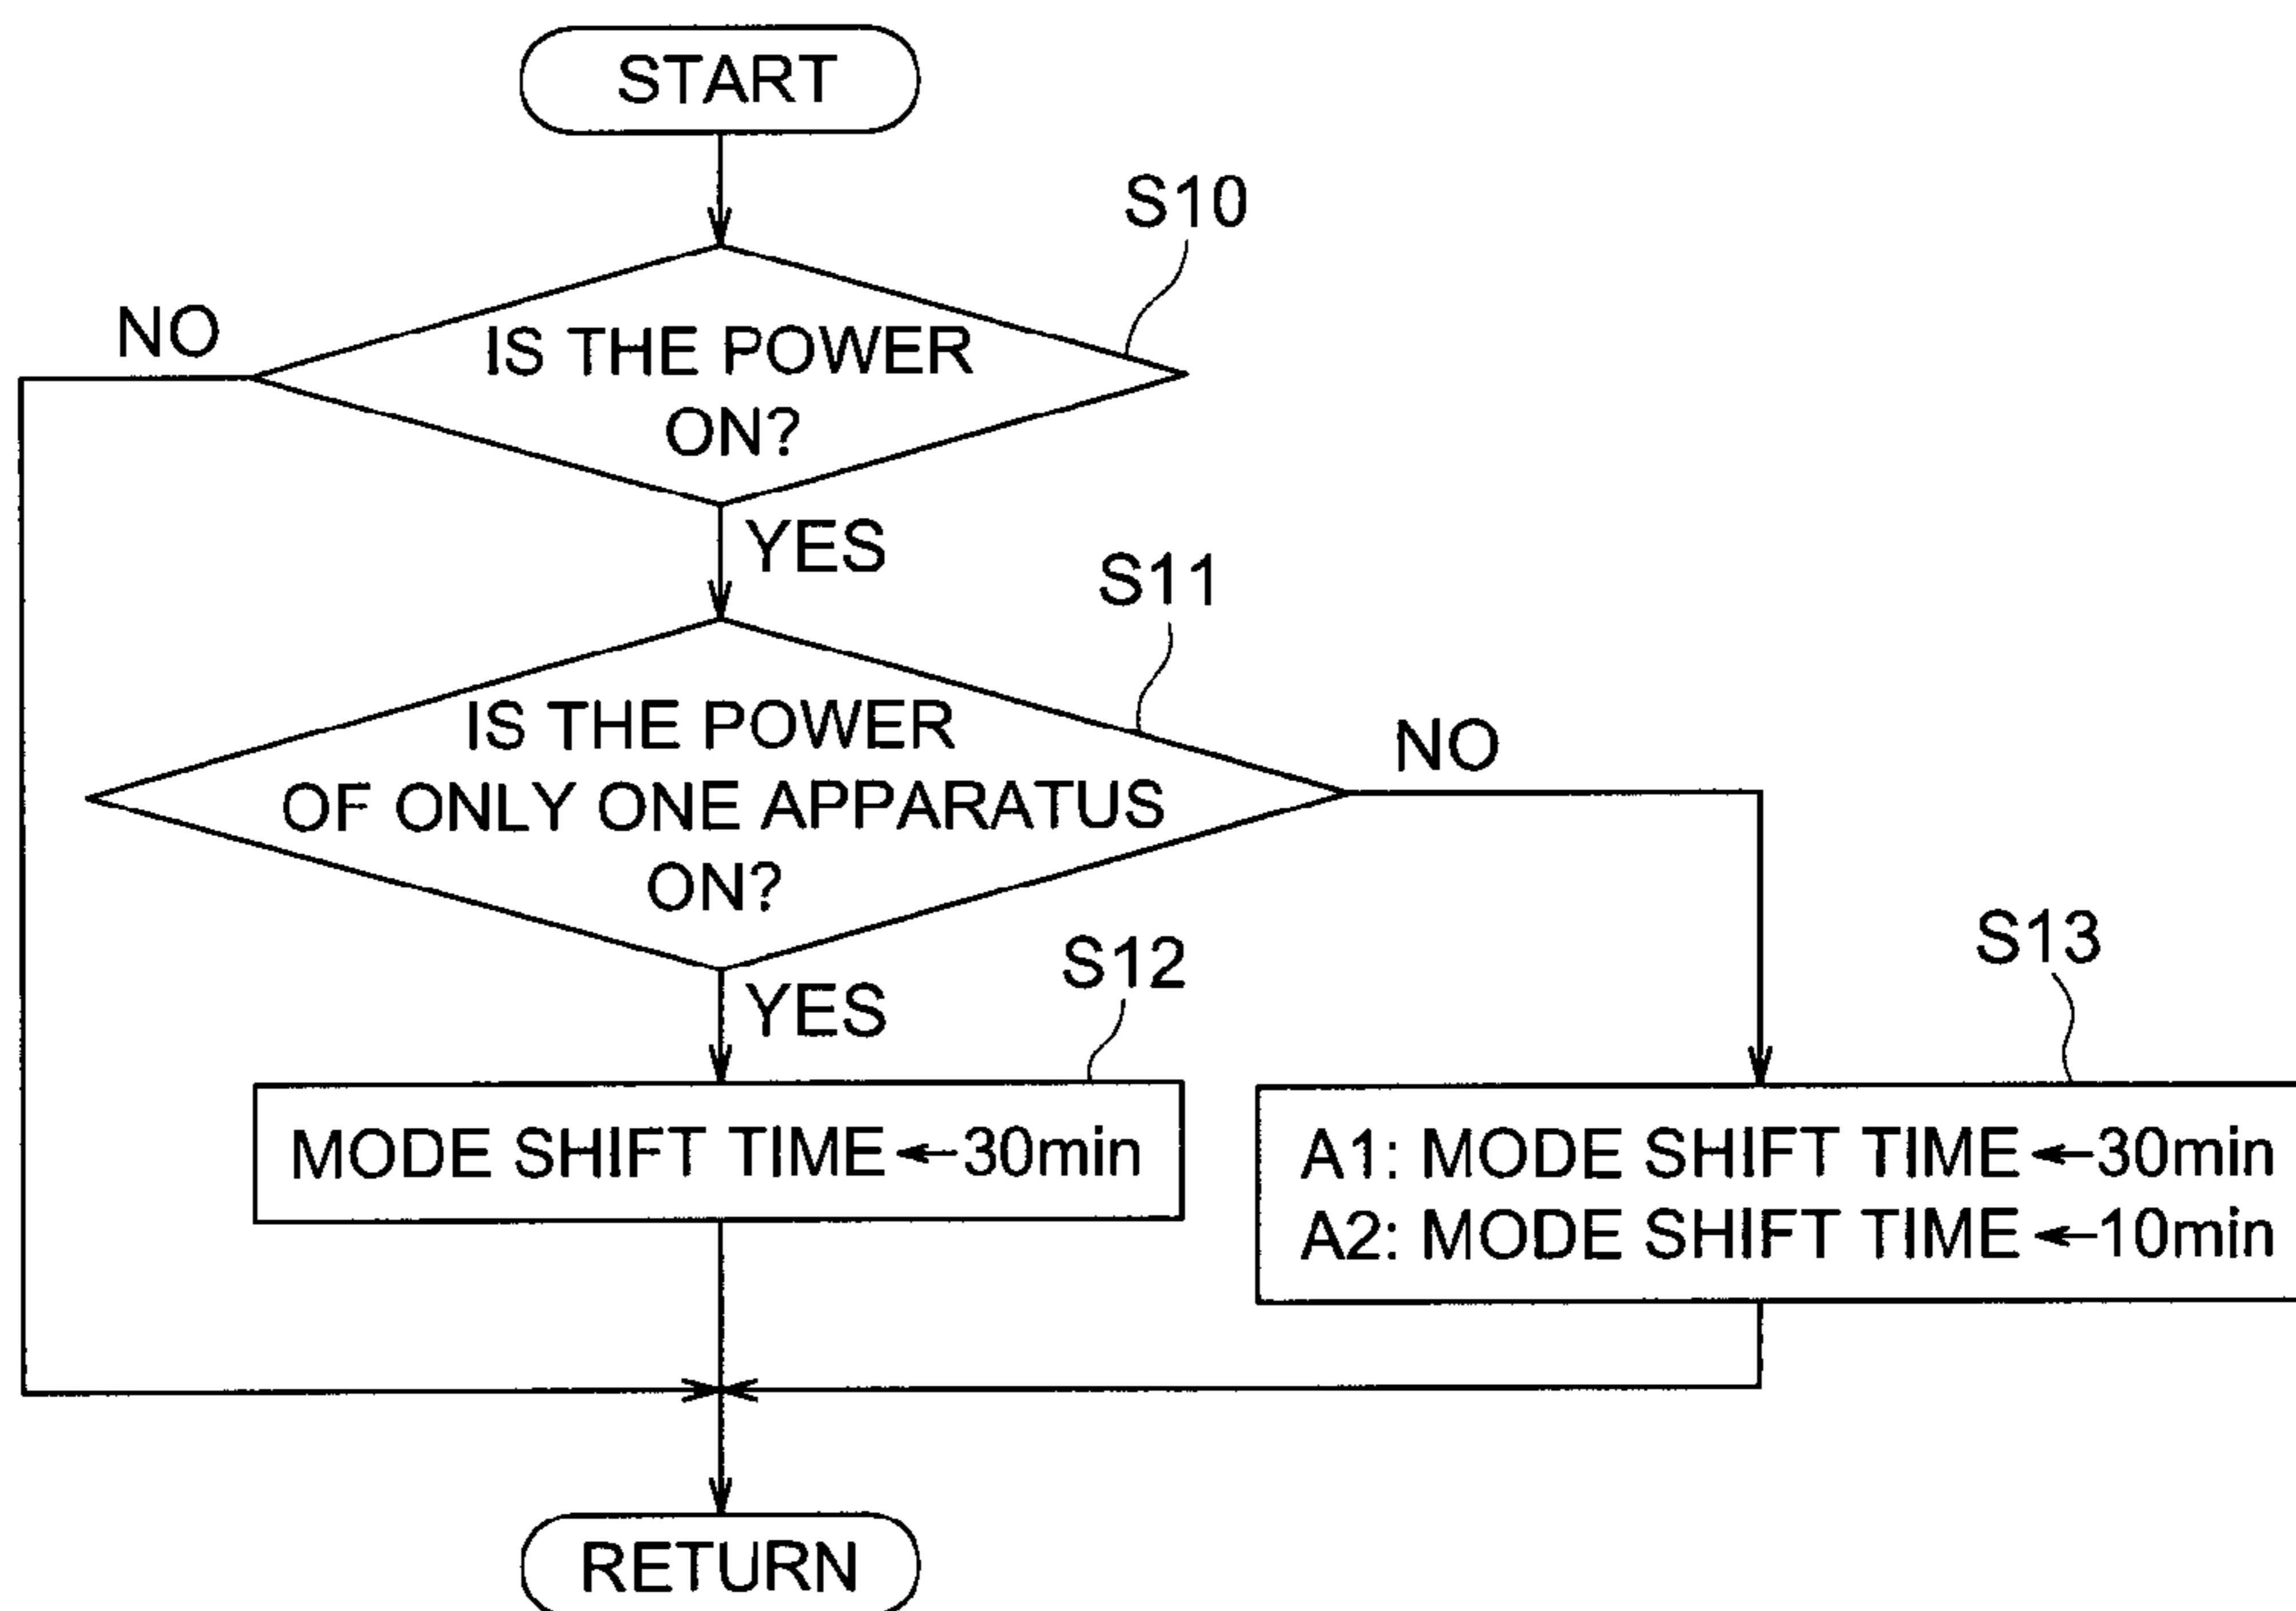 START
S10
NO
IS THE POWER
ON?
YES
S11
IS THE POWER
OF ONLY ONE APPARATUS
ON?
NO
S12
YES
S13
MODE SHIFT TIME ←30min
A1: MODE SHIFT TIME ←30min
A2: MODE SHIFT TIME ←10min
RETURN